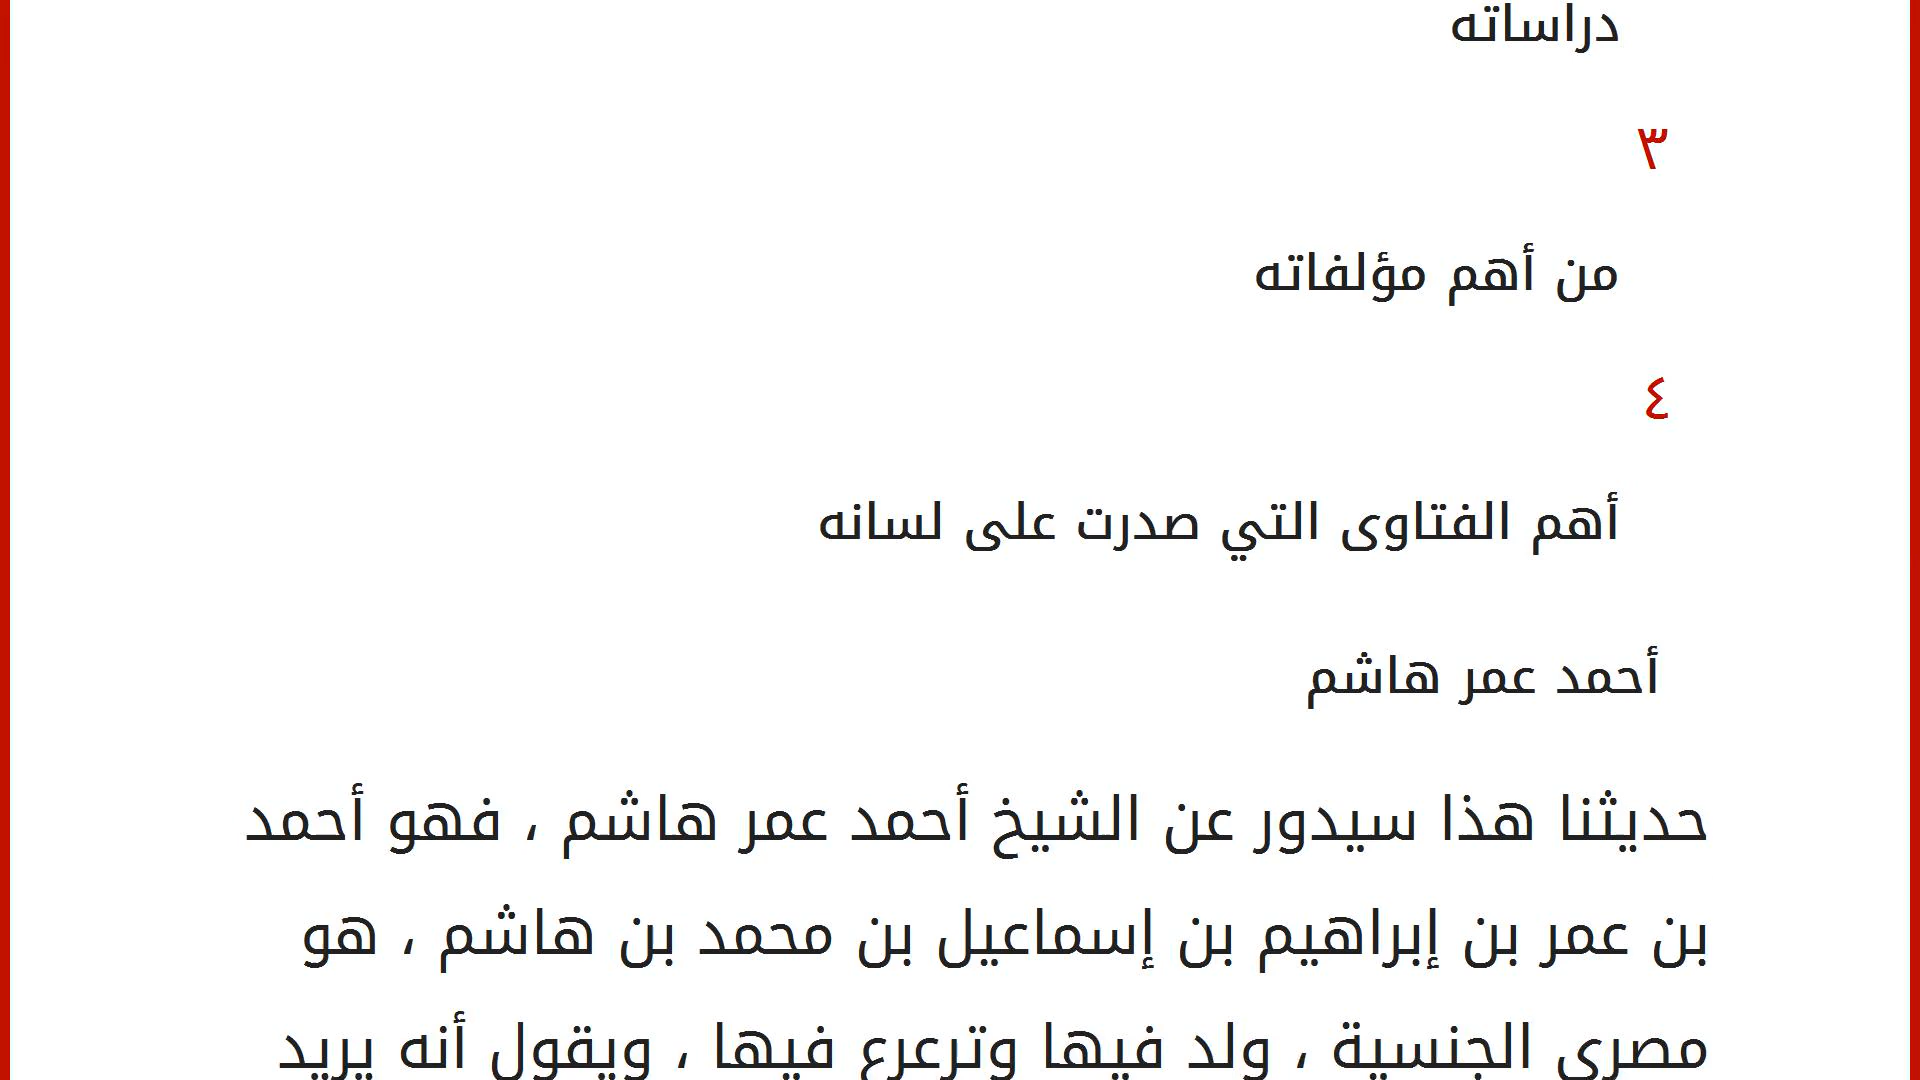 دراساته
٣
من أهم مؤلفاته
٤
أهم الفتاوى التي صدرت على لسانه
أحمد عمر هاشم
حديثنا هذا سيدور عن الشيخ أحمد عمر هاشم ، فهو أحمد
بن عمر بن إبراهيم بن إسماعيل بن محمد بن هاشم ، هو
مصري الجنسية ، ولد فيها وترعرع فيها ، ويقول أنه يريد